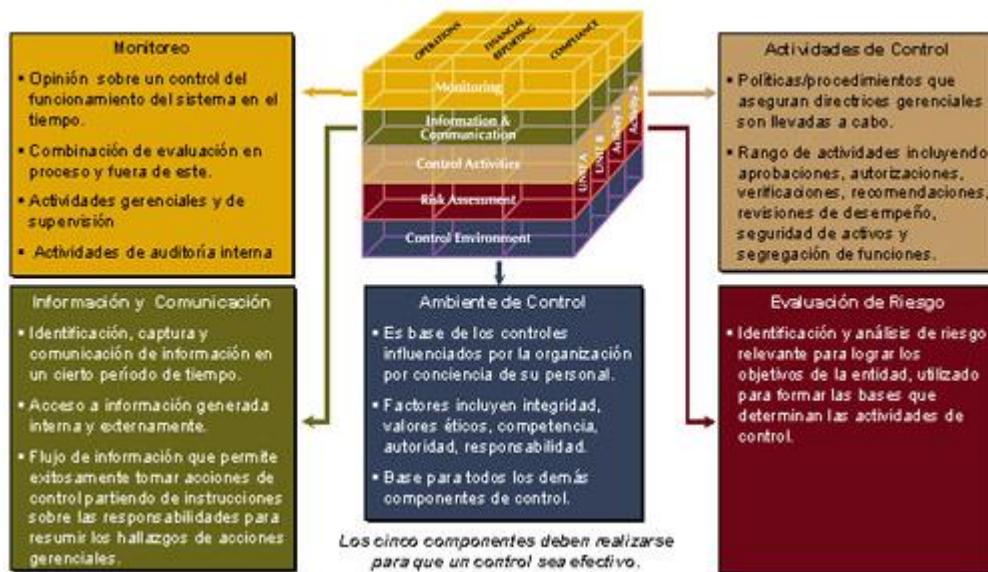 Monitoreo
▪ Opinión sobre un control del
funcionamiento del sistema en el
tiempo.
▪ Combinación de evaluación en
proceso y fuera de este.
▪ Actividades gerenciales y de
supervisión
▪ Actividades de auditoría interna
OPERATIONS
FINANCIAL
REPORTING
COMPLIANCE
Monitoring
Information &
Communication
Control Activities
Risk Assessment
Control Environment
UNIT A
UNIT B
Activity 1
Activity 2
Actividades de Control
▪ Políticas/procedimientos que
aseguran directrices gerenciales
son llevadas a cabo.
▪ Rango de actividades incluyendo
aprobaciones, autorizaciones,
verificaciones, recomendaciones,
revisiones de desempeño,
seguridad de activos y
segregación de funciones.
Información y Comunicación
▪ Identificación, captura y
comunicación de información en
un cierto período de tiempo.
▪ Acceso a información generada
interna y externamente.
▪ Flujo de información que permite
exitosamente tomar acciones de
control partiendo de instrucciones
sobre las responsabilidades para
resumir los hallazgos de acciones
gerenciales.
Ambiente de Control
▪ Es base de los controles
influenciados por la organización
por conciencia de su personal.
▪ Factores incluyen integridad,
valores éticos, competencia,
autoridad, responsabilidad.
▪ Base para todos los demás
componentes de control.
Evaluación de Riesgo
▪ Identificación y análisis de riesgo
relevante para lograr los
objetivos de la entidad, utilizado
para formar las bases que
determinan las actividades de
control.
Los cinco componentes deben realizarse
para que un control sea efectivo.